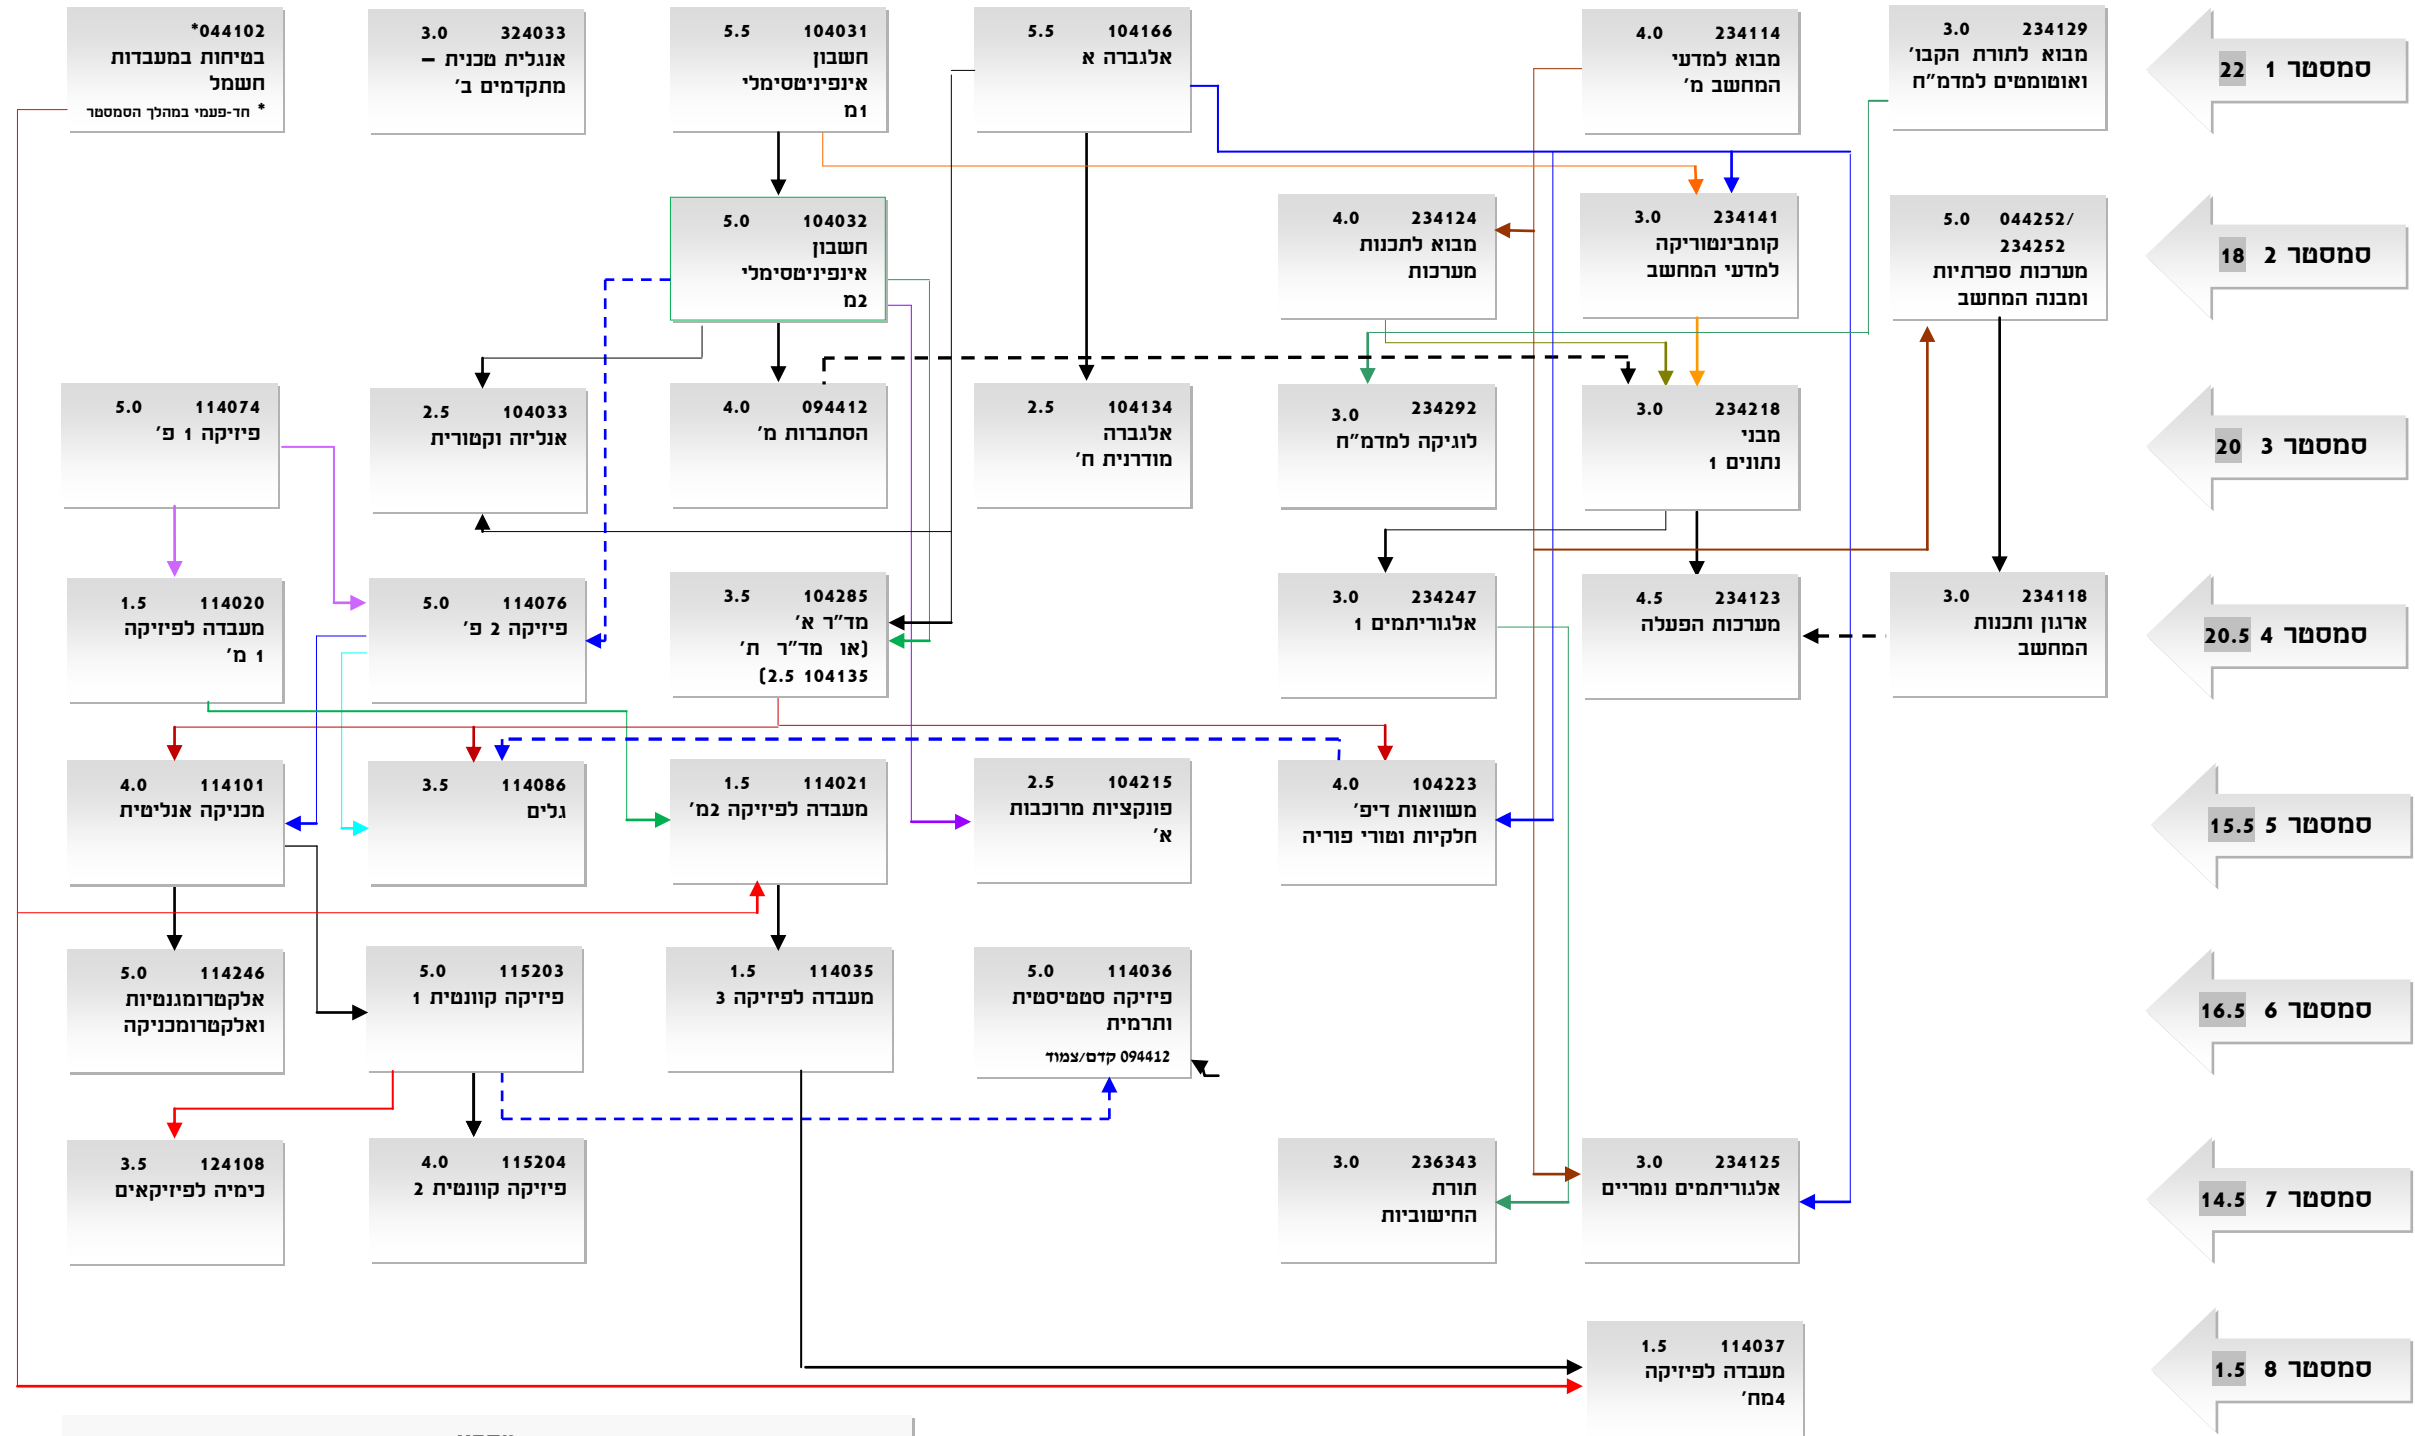 סמסטר 1 22
234129 3.0
מבוא לתורת הקבו'
ואוטומטים למדמ"ח
234114 4.0
מבוא למדעי
המחשב מ'
104166 5.5
אלגברה א
104031 5.5
חשבון
אינפיניטסימלי
1מ
324033 3.0
אנגלית טכנית –
מתקדמים ב'
044102*
בטיחות במעבדות
חשמל
* חד-פעמי במהלך הסמסטר
סמסטר 2 18
044252/ 5.0
234252
מערכות ספרתיות
ומבנה המחשב
234141 3.0
קומבינטוריקה
למדעי המחשב
234124 4.0
מבוא לתכנות
מערכות
104032 5.0
חשבון
אינפיניטסימלי
2מ
סמסטר 3 20
234218 3.0
מבני
נתונים 1
234292 3.0
לוגיקה למדמ"ח
104134 2.5
אלגברה
מודרנית ח'
094412 4.0
הסתברות מ'
104033 2.5
אנליזה וקטורית
114074 5.0
פיזיקה 1 פ'
סמסטר 4 20.5
234118 3.0
ארגון ותכנות
המחשב
234123 4.5
מערכות הפעלה
234247 3.0
אלגוריתמים 1
104285 3.5
מד"ר א'
(או מד"ר ת'
104135 2.5)
114076 5.0
פיזיקה 2 פ'
114020 1.5
מעבדה לפיזיקה
1 מ'
סמסטר 5 15.5
104223 4.0
משוואות דיפ'
חלקיות וטורי פוריה
104215 2.5
פונקציות מרוכבות
א'
114021 1.5
מעבדה לפיזיקה 2מ'
114086 3.5
גלים
114101 4.0
מכניקה אנליטית
סמסטר 6 16.5
114036 5.0
פיזיקה סטטיסטית
ותרמית
094412 קדם/צמוד
114035 1.5
מעבדה לפיזיקה 3
115203 5.0
פיזיקה קוונטית 1
114246 5.0
אלקטרומגנטיות
ואלקטרומכניקה
סמסטר 7 14.5
234125 3.0
אלגוריתמים נומריים
236343 3.0
תורת
החישוביות
115204 4.0
פיזיקה קוונטית 2
124108 3.5
כימיה לפיזיקאים
סמסטר 8 1.5
114037 1.5
מעבדה לפיזיקה
4מח'